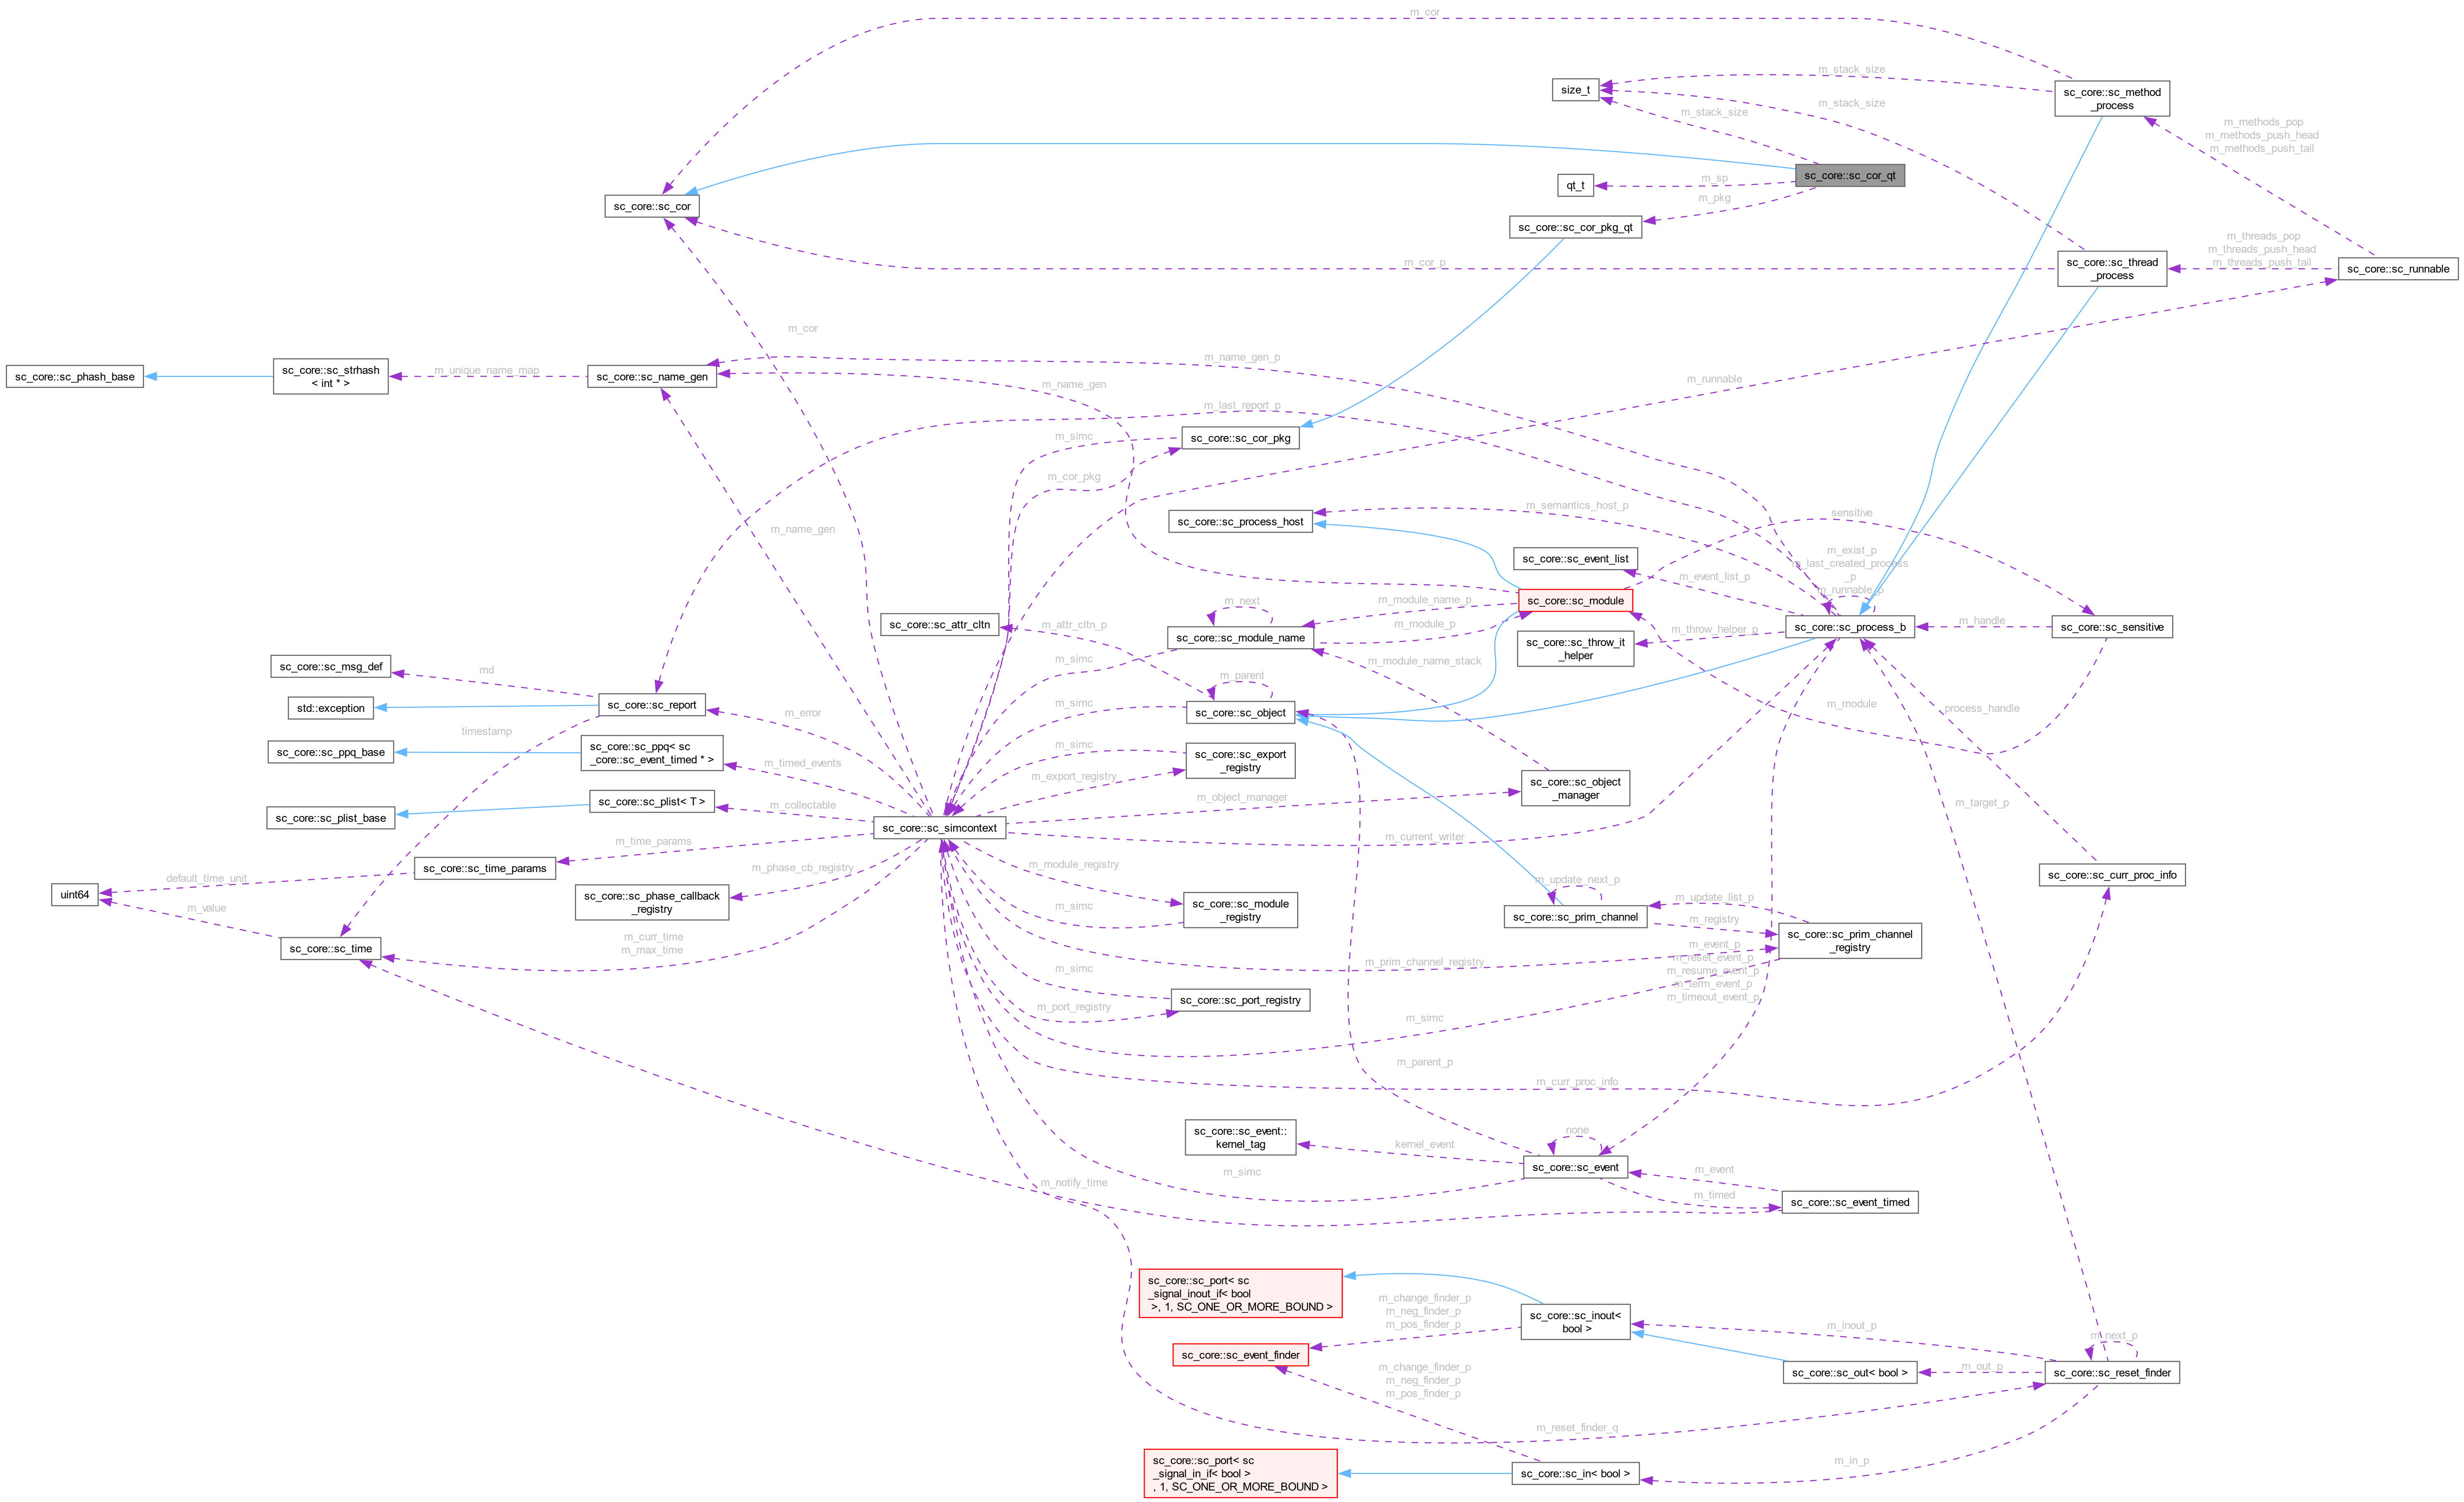 m_cor
m_stack_size
size_t
sc_core::sc_method
_process
m_stack_size
m_stack_size
m_methods_pop
m_methods_push_head
m_methods_push_tail
sc_core::sc_cor_qt
m_sp
qt_t
m_pkg
sc_core::sc_cor
sc_core::sc_cor_pkg_qt
m_threads_pop
m_threads_push_head
m_threads_push_tail
m_cor_p
sc_core::sc_thread
_process
sc_core::sc_runnable
m_cor
m_name_gen_p
sc_core::sc_phash_base
sc_core::sc_strhash
< int * >
m_unique_name_map
sc_core::sc_name_gen
m_name_gen
m_runnable
m_last_report_p
m_simc
sc_core::sc_cor_pkg
m_cor_pkg
m_name_gen
m_semantics_host_p
sensitive
sc_core::sc_process_host
sc_core::sc_event_list
m_exist_p
m_last_created_process
_p
m_runnable_p
m_event_list_p
sc_core::sc_module
m_module_name_p
m_next
sc_core::sc_attr_cltn
m_attr_cltn_p
sc_core::sc_module_name
m_module_p
m_throw_helper_p
sc_core::sc_process_b
m_handle
sc_core::sc_sensitive
sc_core::sc_throw_it
_helper
m_simc
m_module_name_stack
sc_core::sc_msg_def
md
m_parent
m_module
std::exception
sc_core::sc_report
m_error
m_simc
sc_core::sc_object
process_handle
timestamp
sc_core::sc_ppq_base
sc_core::sc_ppq< sc
_core::sc_event_timed * >
m_timed_events
m_simc
sc_core::sc_export
_registry
m_export_registry
sc_core::sc_object
_manager
m_object_manager
m_target_p
sc_core::sc_plist_base
sc_core::sc_plist< T >
m_collectable
sc_core::sc_simcontext
m_current_writer
m_time_params
sc_core::sc_time_params
m_phase_cb_registry
m_module_registry
default_time_unit
uint64
m_update_next_p
sc_core::sc_curr_proc_info
sc_core::sc_phase_callback
_registry
sc_core::sc_module
_registry
m_simc
m_value
sc_core::sc_prim_channel
m_update_list_p
m_registry
sc_core::sc_prim_channel
_registry
sc_core::sc_time
m_curr_time
m_max_time
m_event_p
m_reset_event_p
m_resume_event_p
m_term_event_p
m_timeout_event_p
m_prim_channel_registry
m_simc
sc_core::sc_port_registry
m_port_registry
m_simc
m_parent_p
m_curr_proc_info
sc_core::sc_event::
kernel_tag
kernel_event
none
sc_core::sc_event
m_simc
m_notify_time
m_event
m_timed
sc_core::sc_event_timed
sc_core::sc_port< sc
_signal_inout_if< bool
>, 1, SC_ONE_OR_MORE_BOUND >
m_change_finder_p
m_neg_finder_p
m_pos_finder_p
sc_core::sc_inout<
bool >
m_inout_p
m_next_p
sc_core::sc_event_finder
m_change_finder_p
m_neg_finder_p
m_pos_finder_p
sc_core::sc_out< bool >
m_out_p
sc_core::sc_reset_finder
m_reset_finder_q
m_in_p
sc_core::sc_port< sc
_signal_in_if< bool >
, 1, SC_ONE_OR_MORE_BOUND >
sc_core::sc_in< bool >